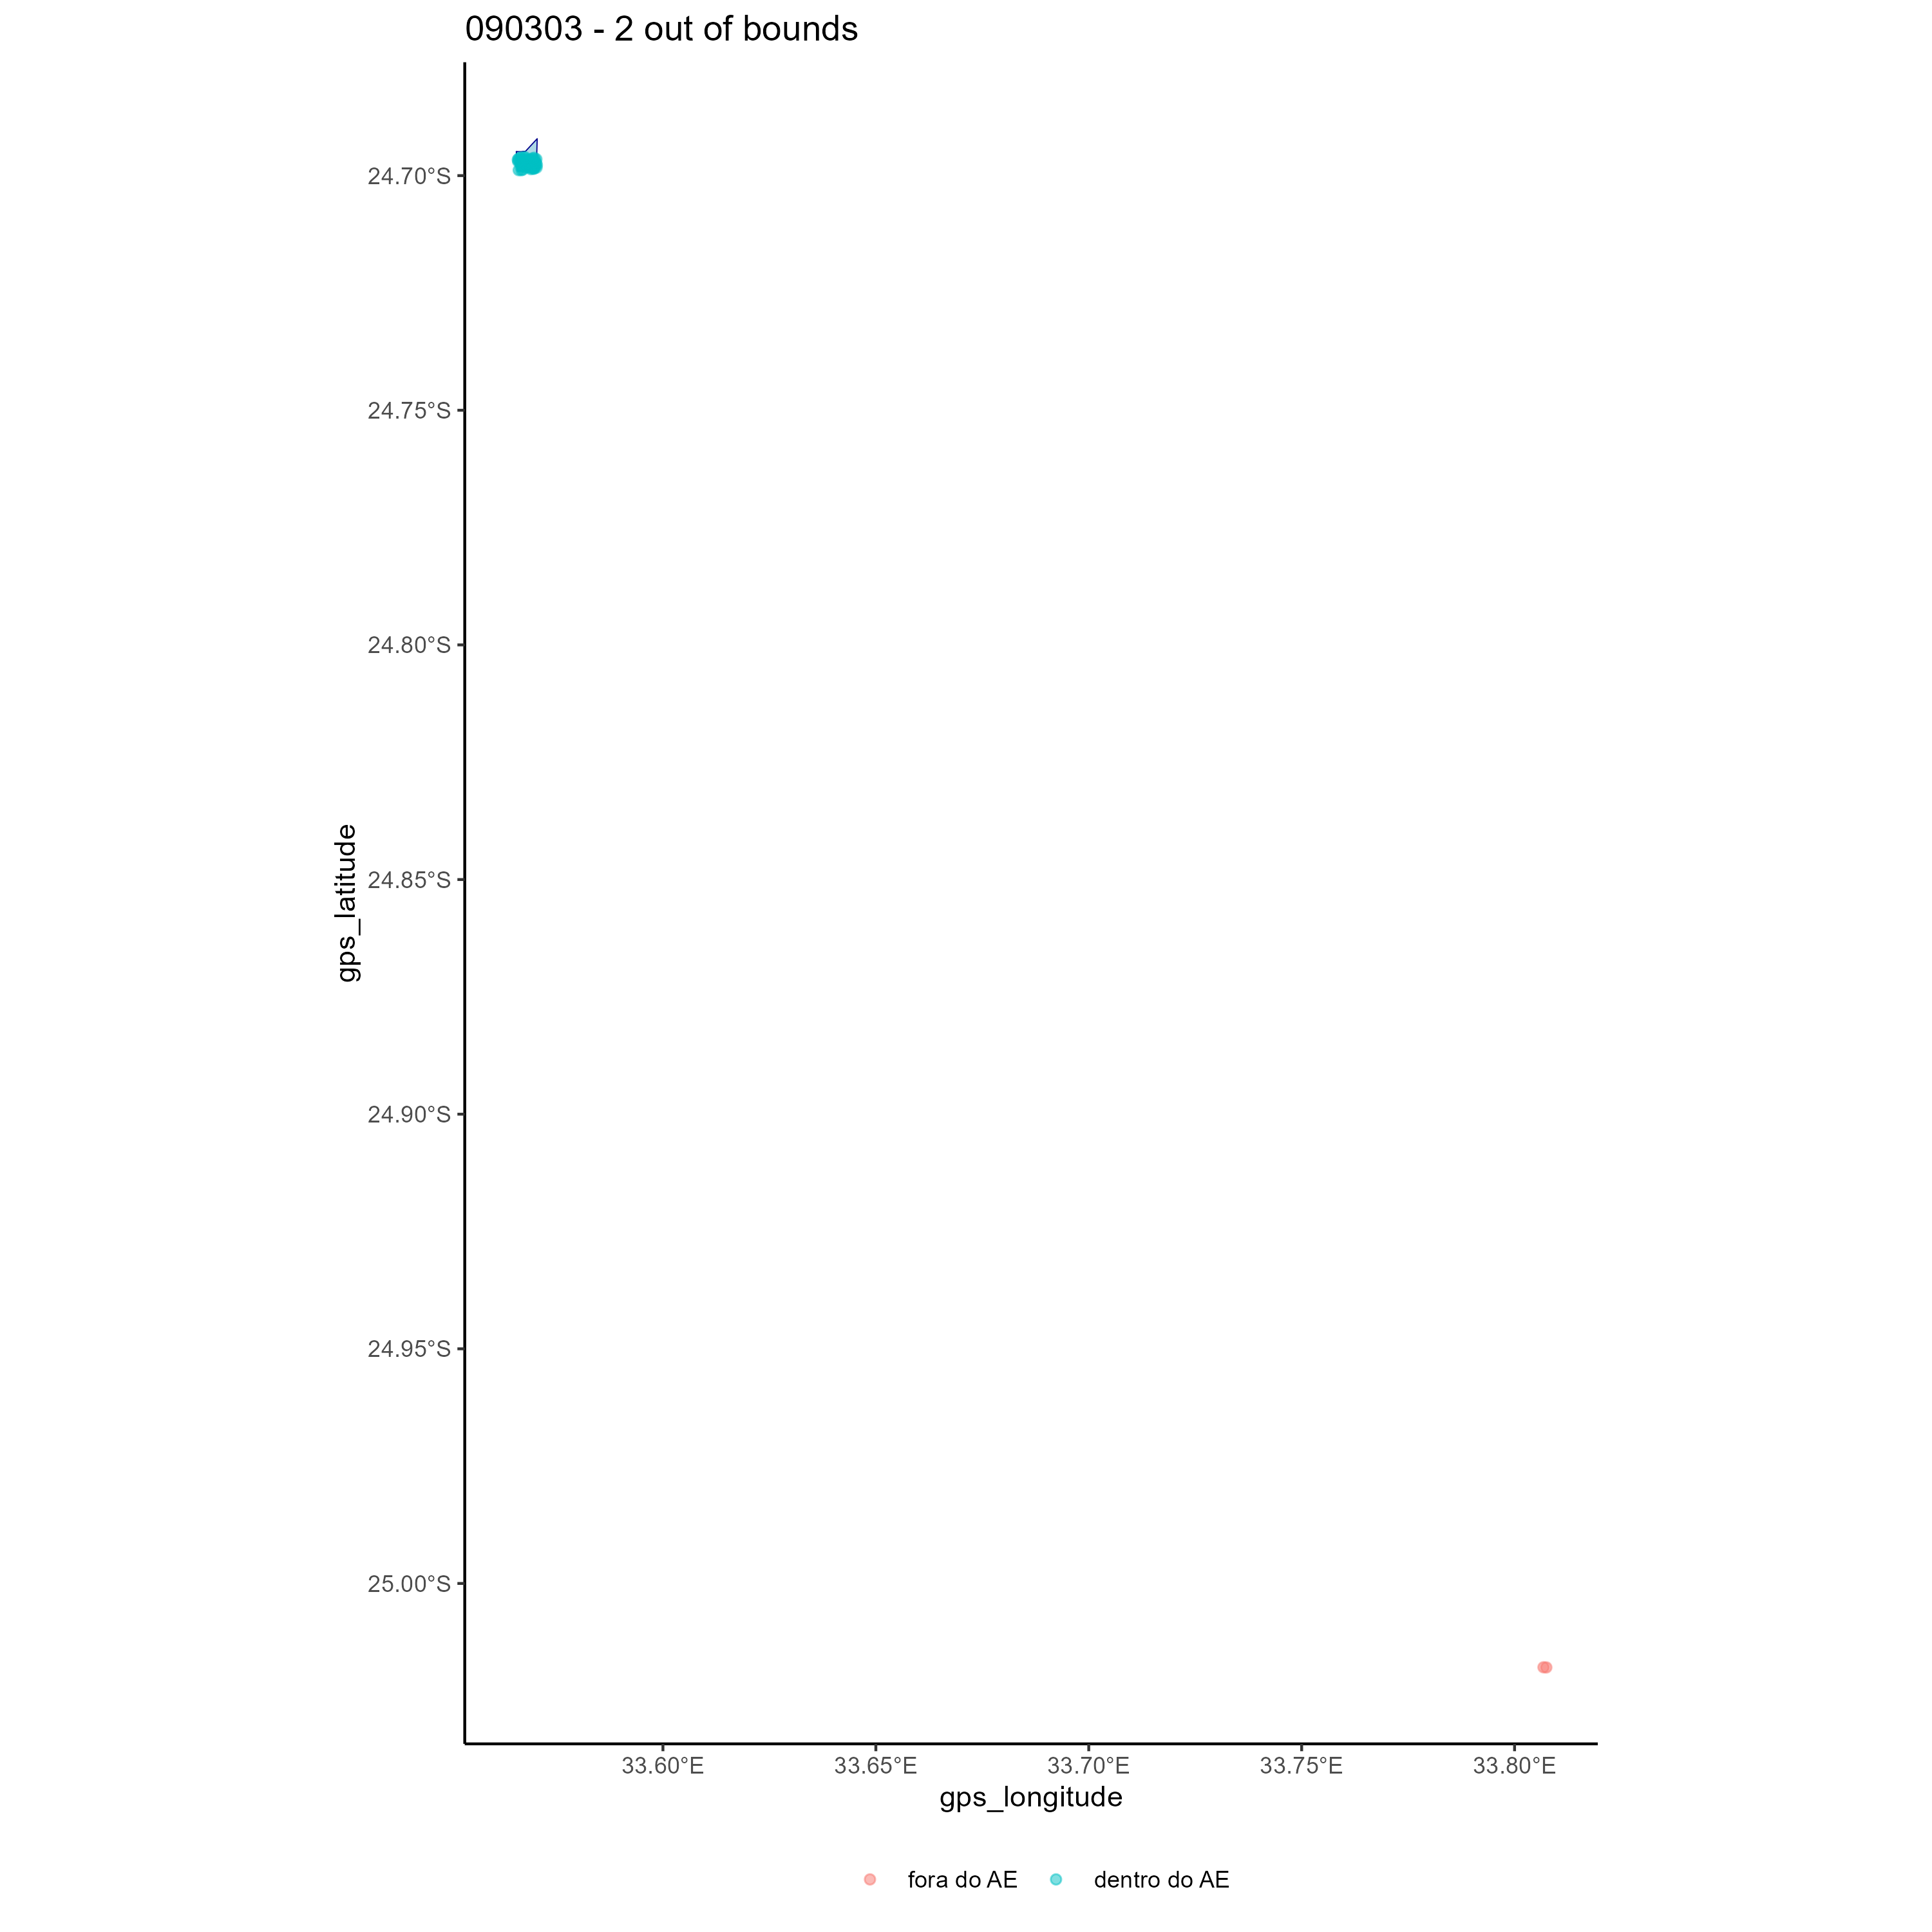 090303 - 2 out of bounds
24.70°S
24.75°S
24.80°S
24.85°S
24.90°S
24.95°S
25.00°S
gps_latitude
33.60°E 33.65°E 33.70°E 33.75°E 33.80°E
gps_longitude
fora do AE dentro do AE